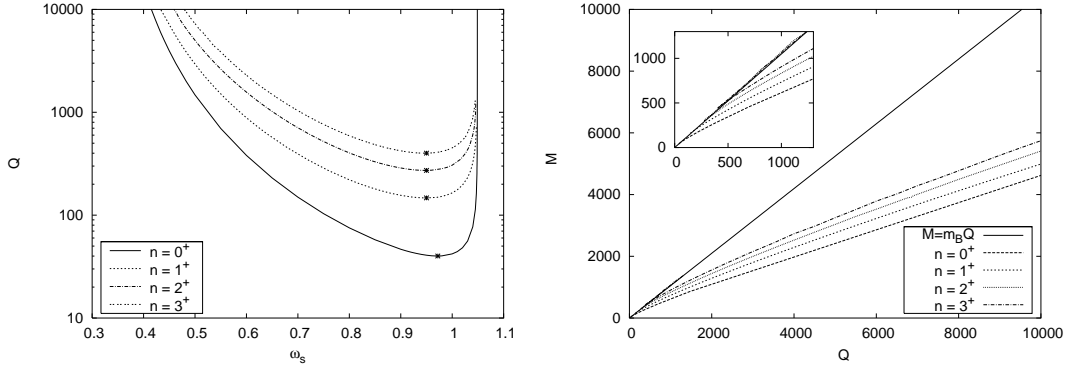 10000
1000
100
10
Q
0.3 0.4 0.5 0.6 0.7 0.8 0.9 1 1.1
ωs
n = 0+
n = 1+
n = 2+
n = 3+
10000
8000
6000
4000
2000
0
M
0 2000 4000 6000 8000 10000
Q
1000
500
0
0 500 1000
M=mBQ
n = 0+
n = 1+
n = 2+
n = 3+